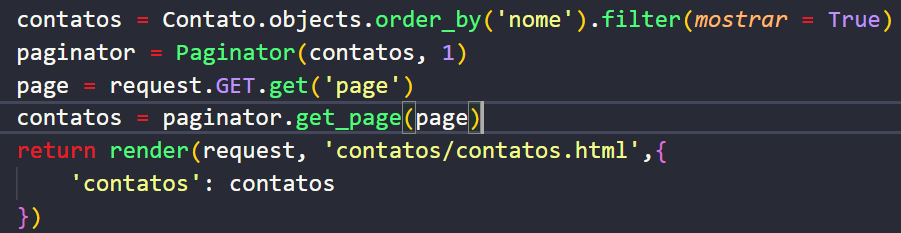 contatos = Contato.objects.order_by('nome').filter(mostrar = True)
paginator = Paginator(contatos, 1)
page = request.GET.get('page')
contatos = paginator.get_page(page)
return render(request, 'contatos/contatos.html',{
    'contatos': contatos
})